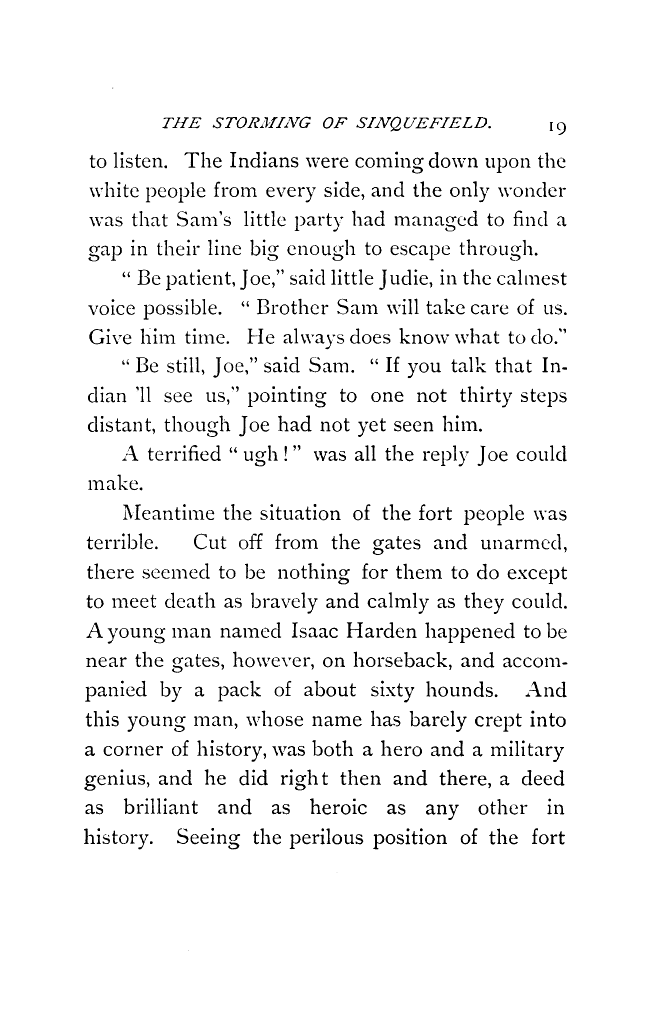 THE STORMING OF SINQUEFIELD. 19
to listen. The Indians were coming down upon the
white people from every side, and the only wonder
was that Sam's little party had managed to find a
gap in their line big enough to escape through.
“ Be patient, Joe,” said little Judie, in the calmest
voice possible. “ Brother Sam will take care of us.
Give him time. He always does know what to do.”
“ Be still, Joe,” said Sam. “ If you talk that In-
dian 'll see us,” pointing to one not thirty steps
distant, though Joe had not yet seen him.
A terrified “ ugh ! ” was all the reply Joe could
make.
Meantime the situation of the fort people was
terrible. Cut off from the gates and unarmed,
there seemed to be nothing for them to do except
to meet death as bravely and calmly as they could.
A young man named Isaac Harden happened to be
near the gates, however, on horseback, and accom-
panied by a pack of about sixty hounds. And
this young man, whose name has barely crept into
a corner of history, was both a hero and a military
genius, and he did right then and there, a deed
as brilliant and as heroic as any other in
history. Seeing the perilous position of the fort